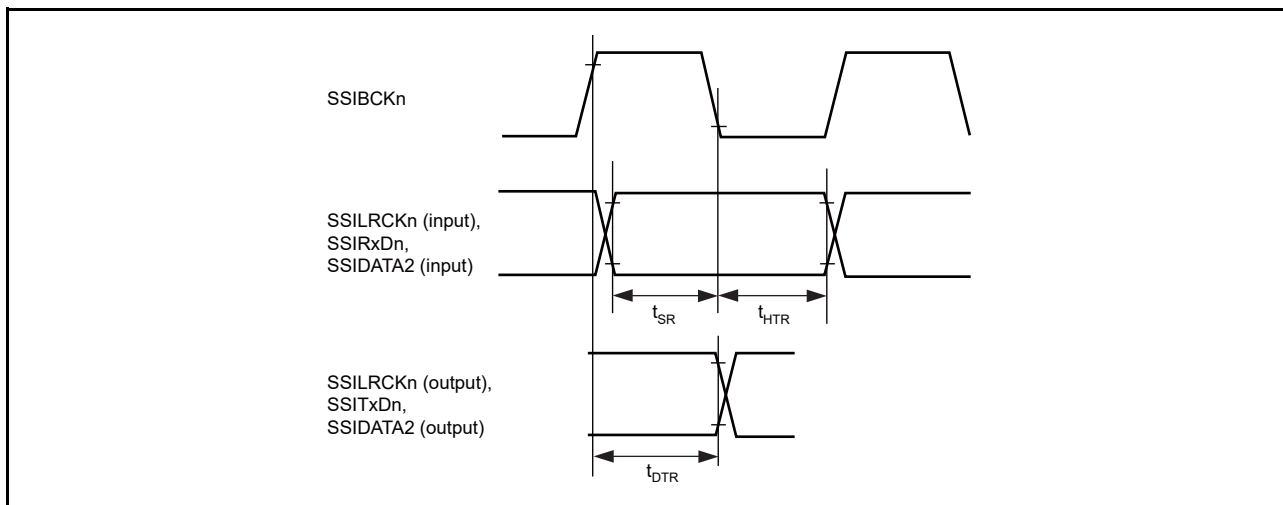 SSIBCKn
SSILRCKn (input),
SSIRxDn,
SSIDATA2 (input)
tSR
tHTR
SSILRCKn (output),
SSITxDn,
SSIDATA2 (output)
tDTR